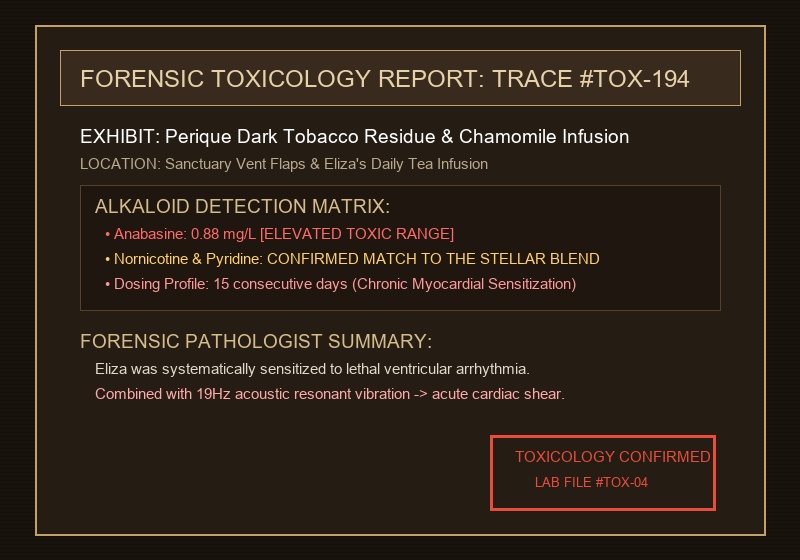 FORENSIC TOXICOLOGY REPORT: TRACE #TOX-194
EXHIBIT: Perique Dark Tobacco Residue & Chamomile Infusion
LOCATION: Sanctuary Vent Flaps & Eliza's Daily Tea Infusion
ALKALOID DETECTION MATRIX:
• Anabasine: 0.88 mg/L [ELEVATED TOXIC RANGE]
• Nornicotine & Pyridine: CONFIRMED MATCH TO THE STELLAR BLEND
• Dosing Profile: 15 consecutive days (Chronic Myocardial Sensitization)
FORENSIC PATHOLOGIST SUMMARY:
Eliza was systematically sensitized to lethal ventricular arrhythmia.
Combined with 19Hz acoustic resonant vibration -> acute cardiac shear.
TOXICOLOGY CONFIRMED
LAB FILE #TOX-04